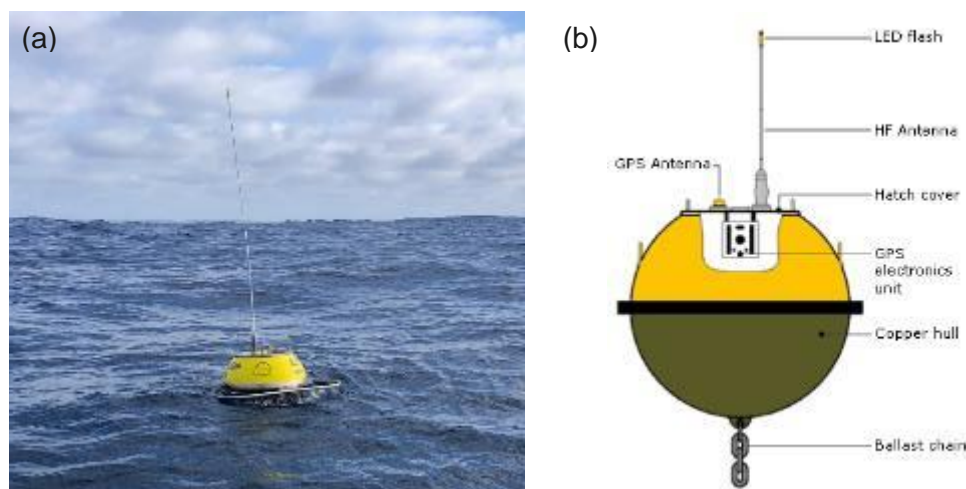 (a)
(b)
LED flash
HF Antenna
GPS Antenna
Hatch cover
GPS
electronics
unit
Copper hull
Ballast chain